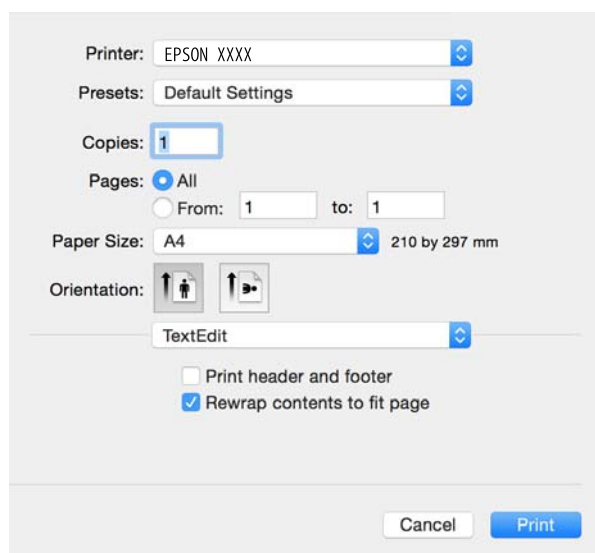 Printer: EPSON XXXX
Presets: Default Settings
Copies: 1
Pages: All
From: 1 to: 1
Paper Size: A4 210 by 297 mm
Orientation:
TextEdit
Print header and footer
Rewrap contents to fit page
Cancel Print